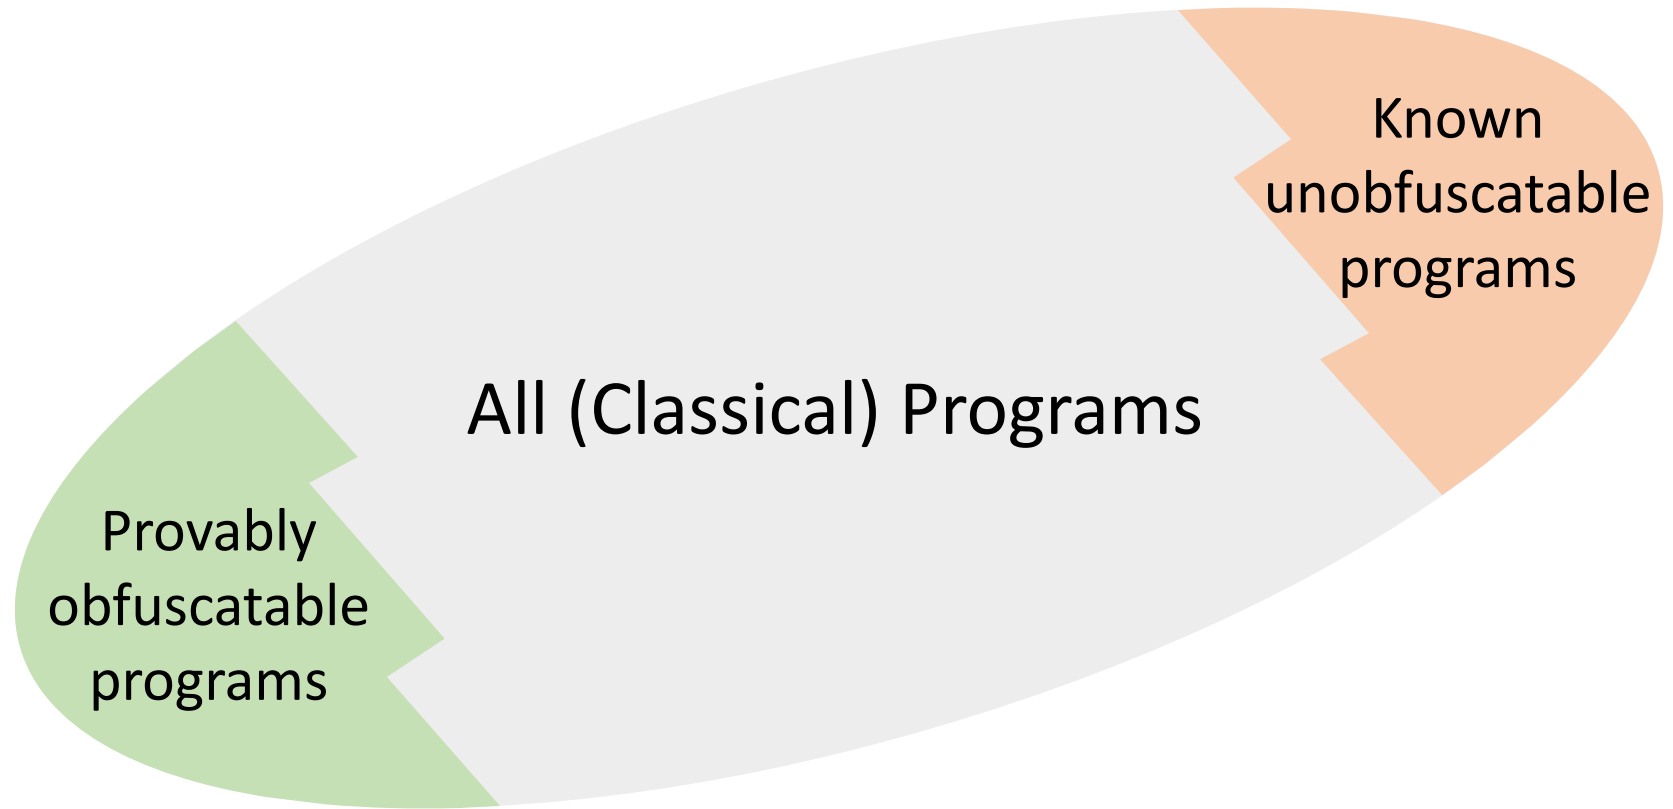 Known
unobfuscatable
programs
All (Classical) Programs
Provably
obfuscatable
programs